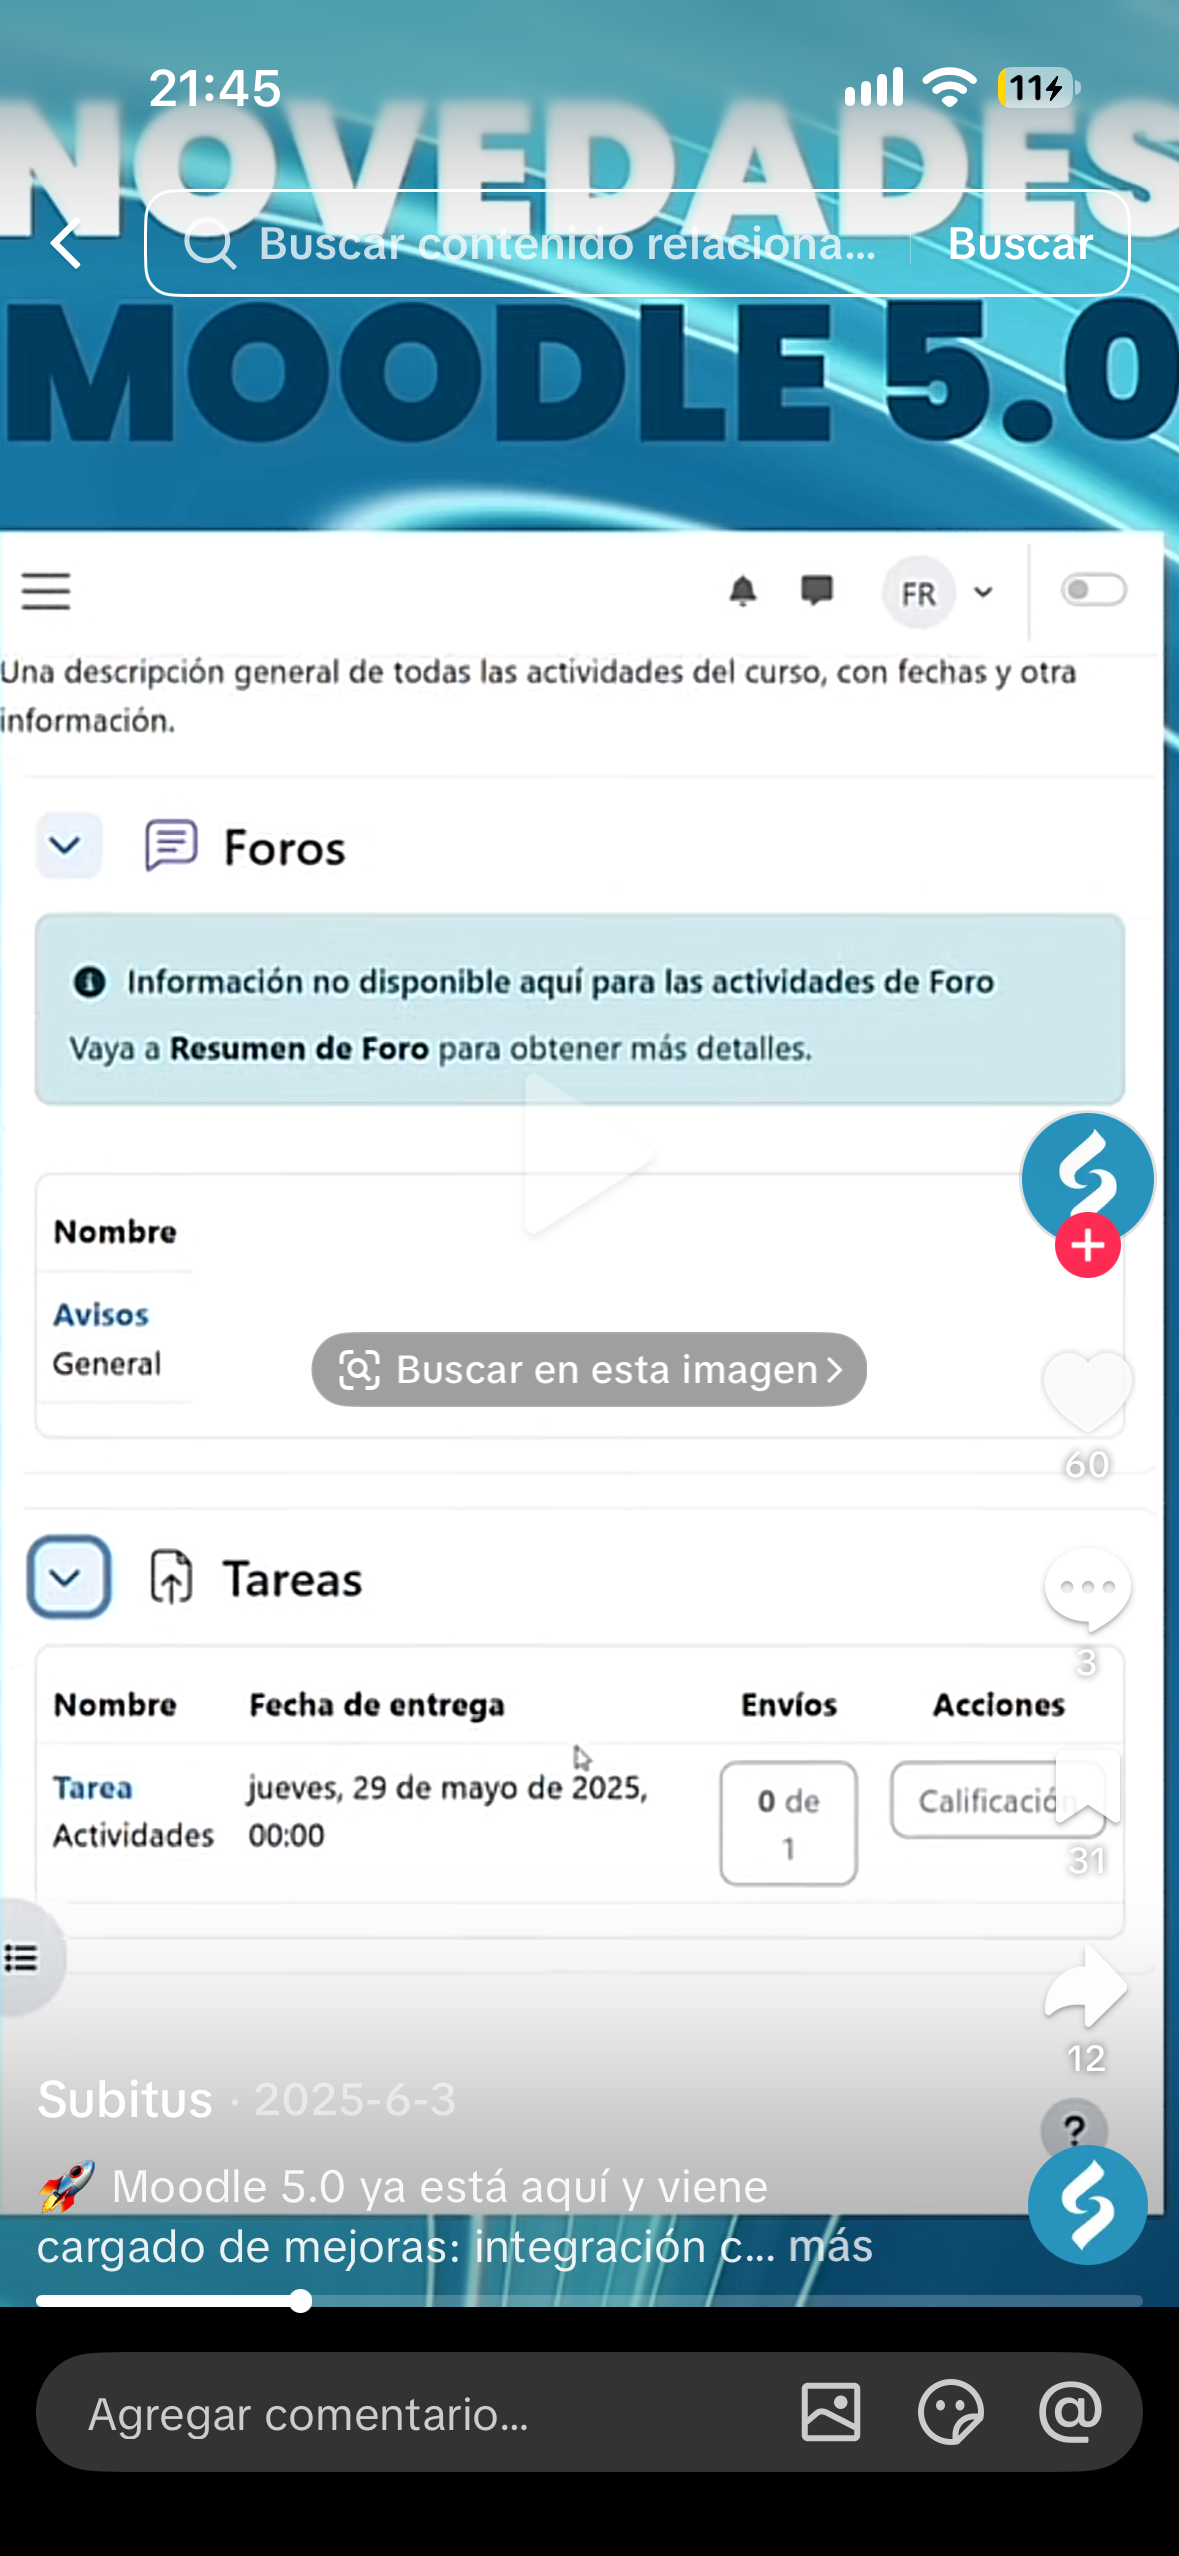 21:45
11
NOVEDADES
Buscar contenido relaciona...
Buscar
MOODLE 5.0
FR
Una descripción general de todas las actividades del curso, con fechas y otra
información.
Foros
Información no disponible aquí para las actividades de Foro
Vaya a Resumen de Foro para obtener más detalles.
Nombre
Avisos
General
Buscar en esta imagen
60
Tareas
3
Nombre Fecha de entrega Envíos Acciones
Tarea jueves, 29 de mayo de 2025, 0 de Calificación
Actividades 00:00 1
31
12
Subitus · 2025-6-3
?
🚀 Moodle 5.0 ya está aquí y viene
cargado de mejoras: integración c... más
Agregar comentario...